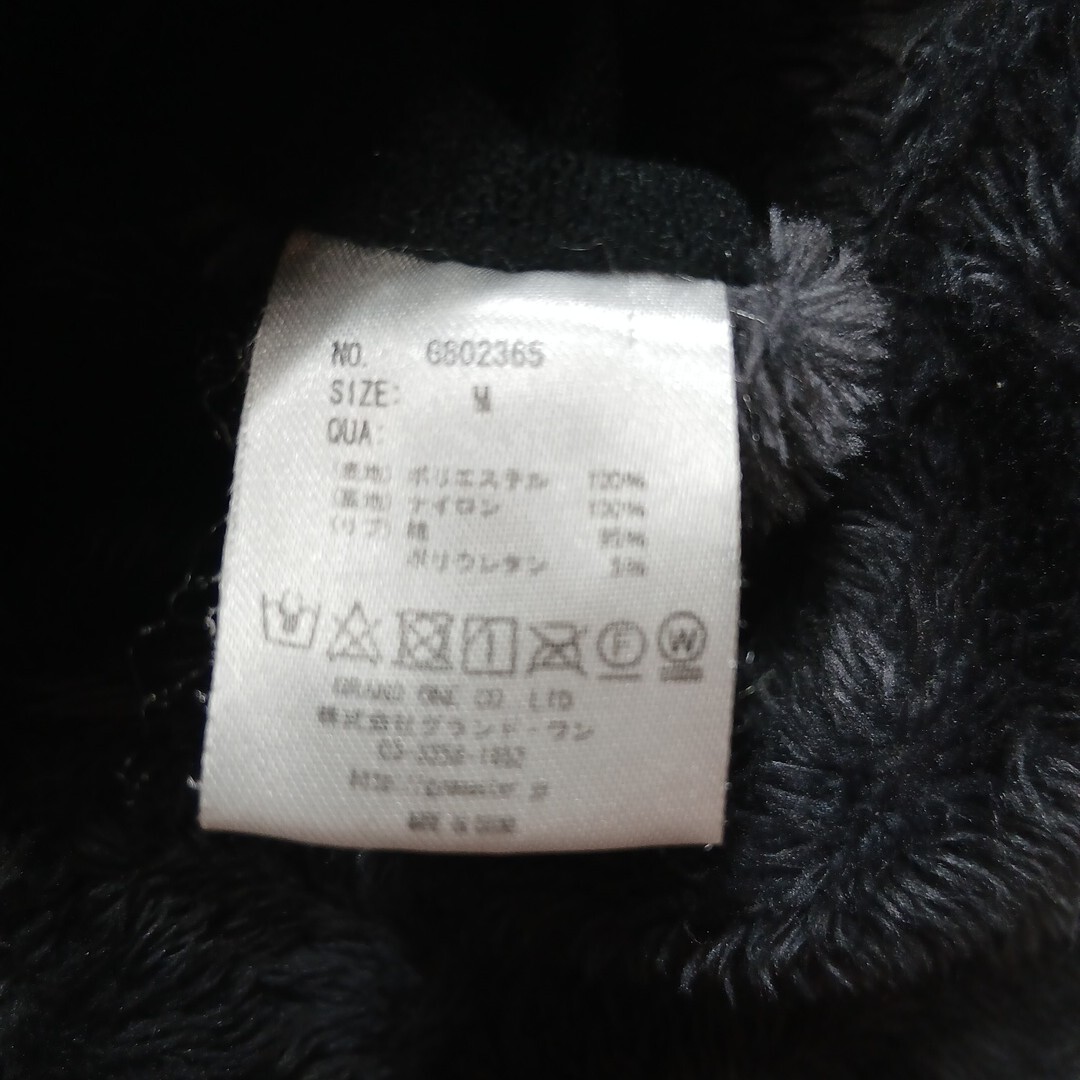 NO. G802365
SIZE: M
QUA:
(表地) ポリエステル 100%
(裏地) ナイロン 100%
(リブ) 綿 95%
ポリウレタン 5%
F
W
GRAND ONE CO. LTD
株式会社グランド・ワン